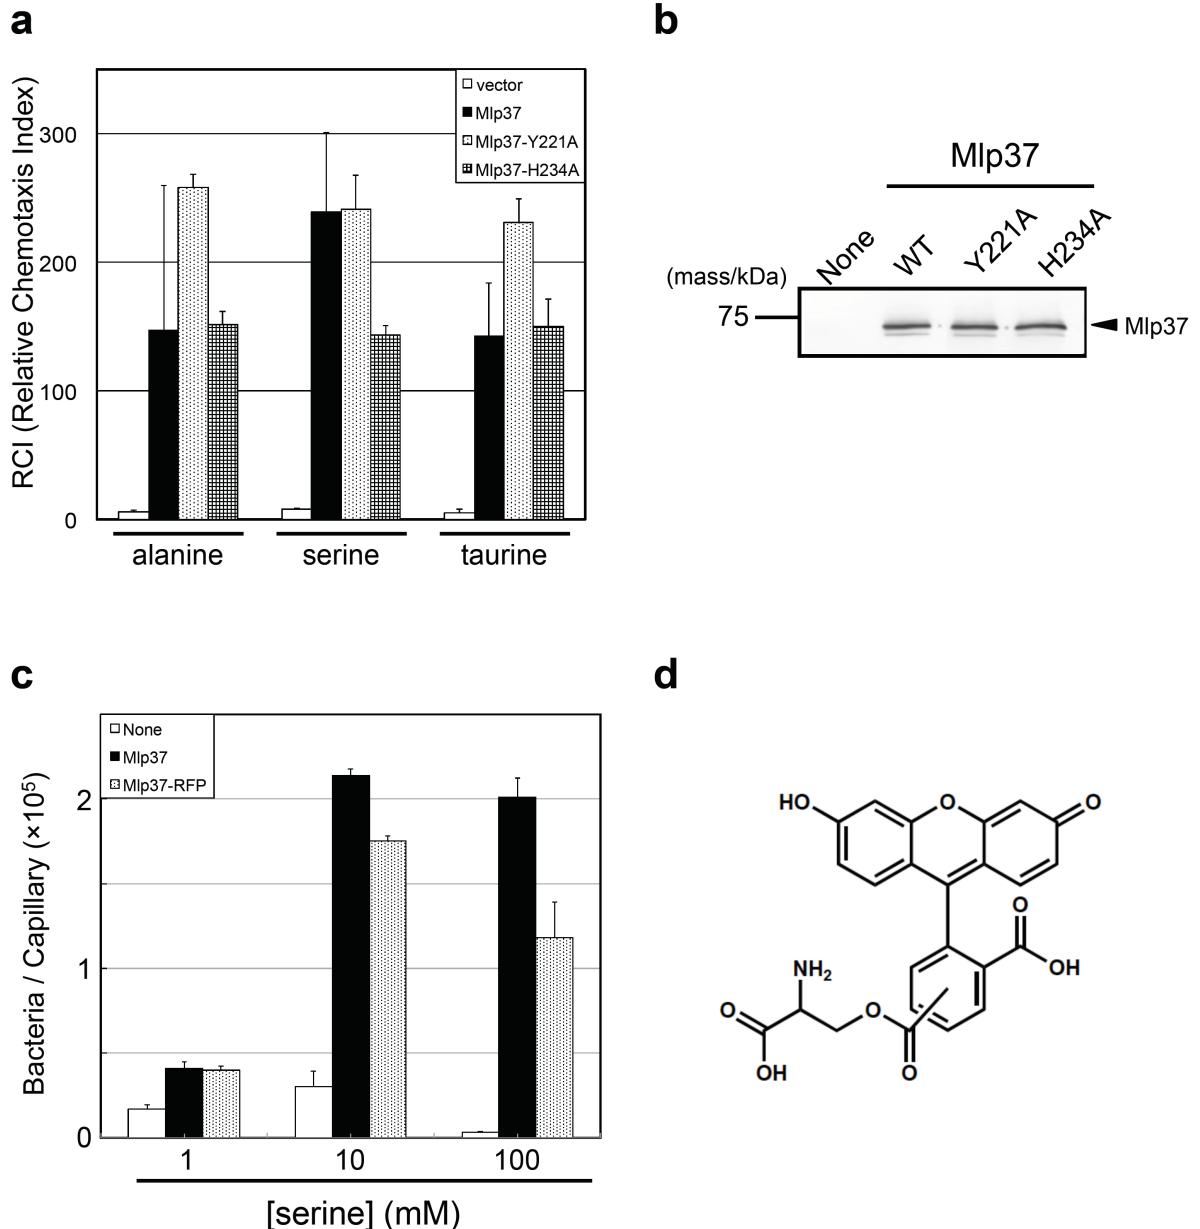 a
RCI (Relative Chemotaxis Index)
300
200
100
0
vector
Mlp37
Mlp37-Y221A
Mlp37-H234A
alanine
serine
taurine
b
Mlp37
None
WT
Y221A
H234A
(mass/kDa)
75
Mlp37
c
Bacteria / Capillary (×10⁵)
2
1
0
None
Mlp37
Mlp37-RFP
1
10
100
[serine] (mM)
d
HO
O
O
O
OH
NH₂
O
O
OH
O